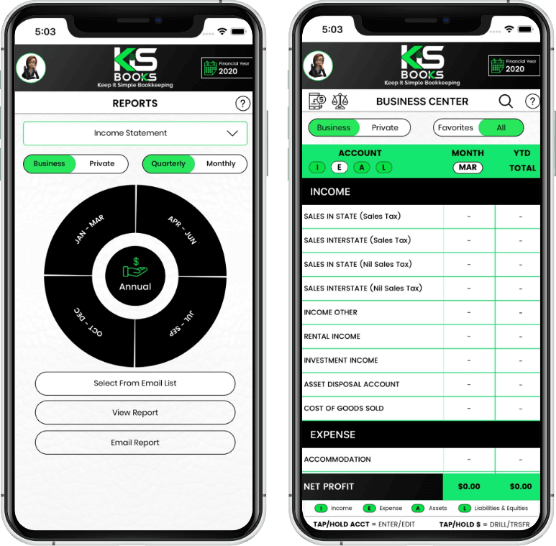 5:03
KS
BOOKS
Keep It Simple Bookkeeping
Financial Year
2020
REPORTS
?
Income Statement
Business
Private
Quarterly
Monthly
JAN - MAR
APR - JUN
$
Annual
OCT - DEC
JUL - SEP
Select From Email List
View Report
Email Report
5:03
KS
BOOKS
Keep It Simple Bookkeeping
Financial Year
2020
BUSINESS CENTER
?
Business
Private
Favorites
All
ACCOUNT
MONTH
YTD
I E A L
MAR
TOTAL
INCOME
SALES IN STATE (Sales Tax) - -
SALES INTERSTATE (Sales Tax) - -
SALES IN STATE (Nil Sales Tax) - -
SALES INTERSTATE (Nil Sales Tax) - -
INCOME OTHER - -
RENTAL INCOME - -
INVESTMENT INCOME - -
ASSET DISPOSAL ACCOUNT - -
COST OF GOODS SOLD - -
EXPENSE
ACCOMMODATION - -
NET PROFIT $0.00 $0.00
I Income E Expense A Assets L Liabilities & Equities
TAP/HOLD ACCT = ENTER/EDIT TAP/HOLD $ = DRILL/TRSFR